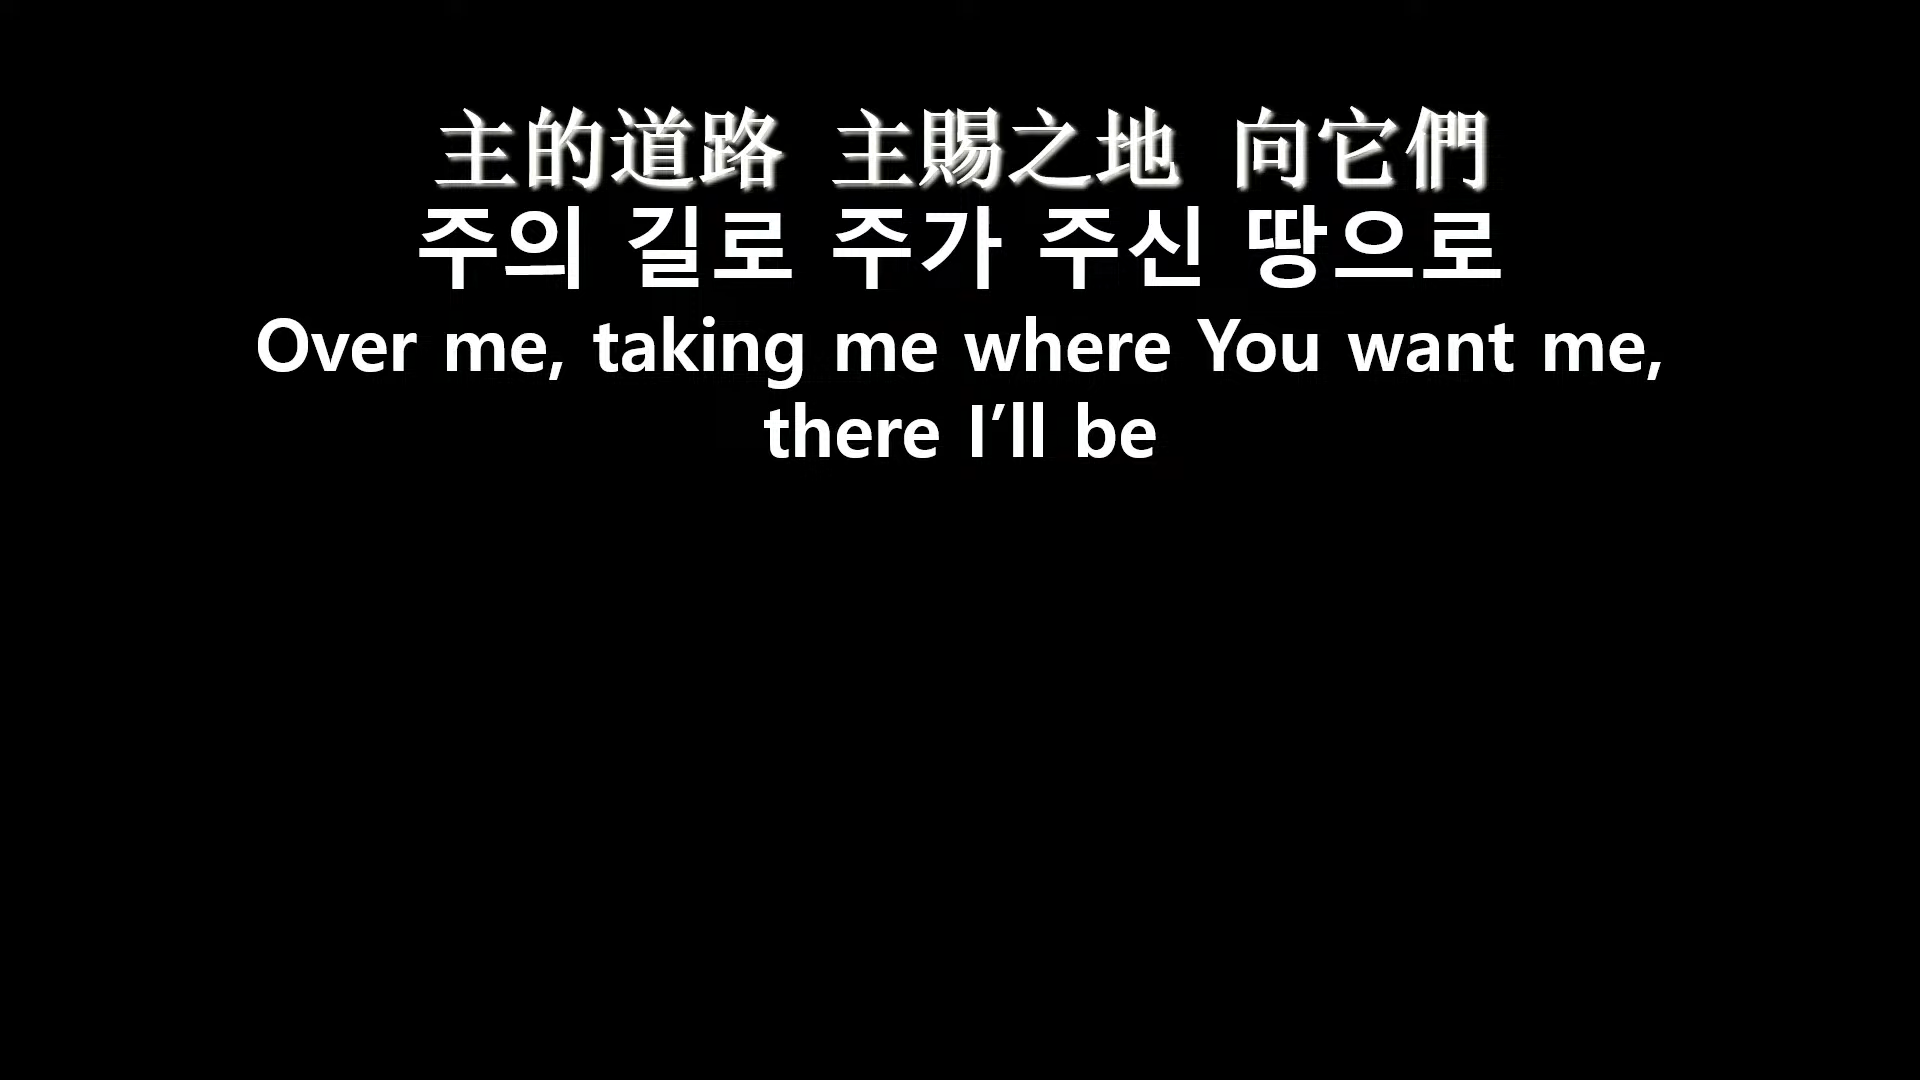 主的道路 主賜之地 向它們
주의 길로 주가 주신 땅으로
Over me, taking me where You want me,
there I’ll be